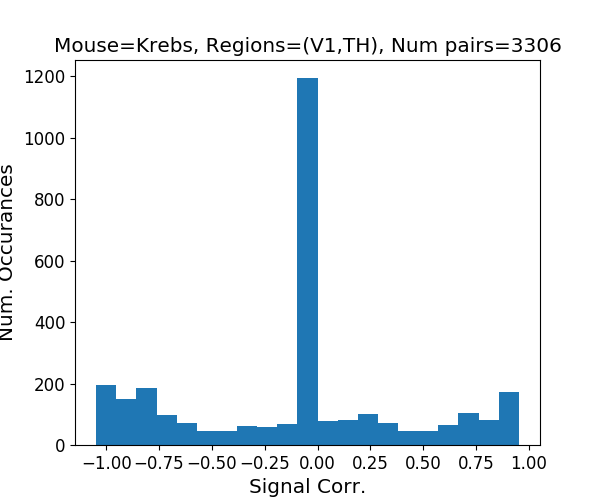 Mouse=Krebs, Regions=(V1,TH), Num pairs=3306
Num. Occurances
1200
1000
800
600
400
200
0
−1.00 −0.75 −0.50 −0.25 0.00 0.25 0.50 0.75 1.00
Signal Corr.